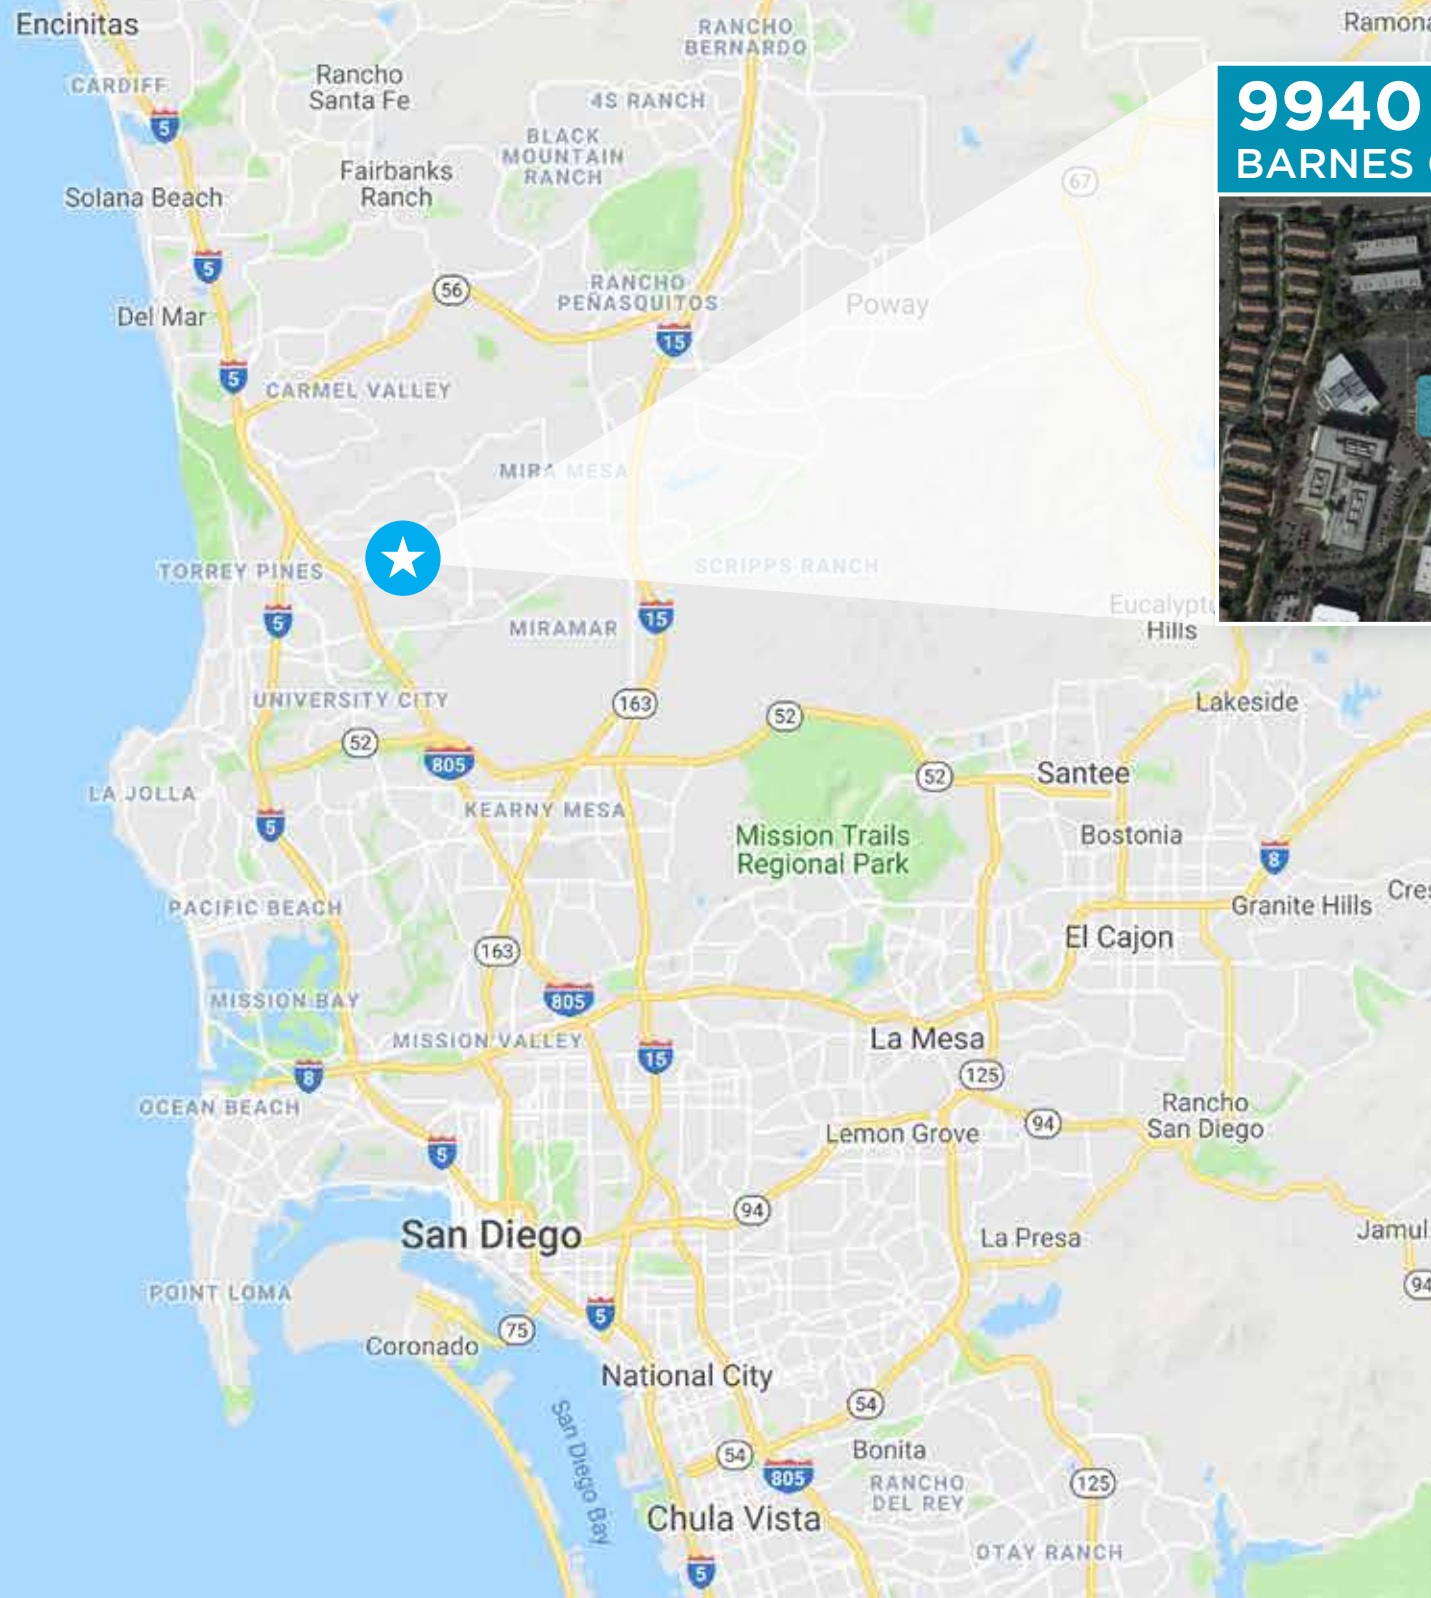 Encinitas
RANCHO
BERNARDO
CARDIFF
Rancho
Santa Fe
4S RANCH
5
BLACK
MOUNTAIN
RANCH
9940
BARNES
Fairbanks
Ranch
67
Solana Beach
5
56
RANCHO
PEÑASQUITOS
Poway
Del Mar
15
5
CARMEL VALLEY
MIRA MESA
TORREY PINES
SCRIPPS RANCH
5
15
MIRAMAR
Hills
UNIVERSITY CITY
163
52
Lakeside
52
805
52
Santee
LA JOLLA
KEARNY MESA
5
Mission Trails
Regional Park
Bostonia
8
PACIFIC BEACH
Granite Hills
El Cajon
163
MISSION BAY
805
MISSION VALLEY
La Mesa
15
8
125
OCEAN BEACH
Rancho
San Diego
94
Lemon Grove
5
94
San Diego
La Presa
Jamul
POINT LOMA
94
5
75
Coronado
National City
54
San Diego Bay
54
Bonita
805
RANCHO
DEL REY
125
Chula Vista
OTAY RANCH
5